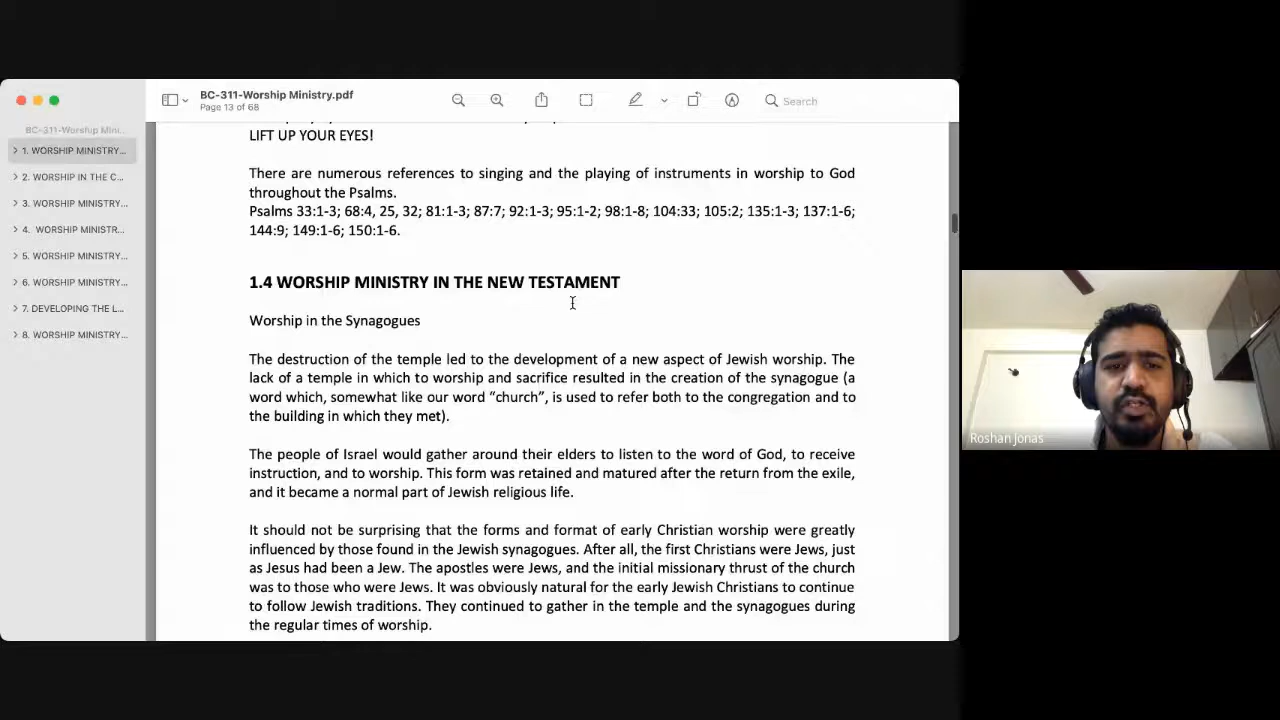 BC-311-Worship Ministry.pdf
Page 13 of 68
Search
BC-311-Worship Mini...
1. WORSHIP MINISTRY...
2. WORSHIP IN THE C...
3. WORSHIP MINISTRY...
4. WORSHIP MINISTR...
5. WORSHIP MINISTRY...
6. WORSHIP MINISTRY...
7. DEVELOPING THE L...
8. WORSHIP MINISTRY...
LIFT UP YOUR EYES!
There are numerous references to singing and the playing of instruments in worship to God
throughout the Psalms.
Psalms 33:1-3; 68:4, 25, 32; 81:1-3; 87:7; 92:1-3; 95:1-2; 98:1-8; 104:33; 105:2; 135:1-3; 137:1-6;
144:9; 149:1-6; 150:1-6.
1.4 WORSHIP MINISTRY IN THE NEW TESTAMENT
Worship in the Synagogues
The destruction of the temple led to the development of a new aspect of Jewish worship. The
lack of a temple in which to worship and sacrifice resulted in the creation of the synagogue (a
word which, somewhat like our word “church”, is used to refer both to the congregation and to
the building in which they met).
The people of Israel would gather around their elders to listen to the word of God, to receive
instruction, and to worship. This form was retained and matured after the return from the exile,
and it became a normal part of Jewish religious life.
It should not be surprising that the forms and format of early Christian worship were greatly
influenced by those found in the Jewish synagogues. After all, the first Christians were Jews, just
as Jesus had been a Jew. The apostles were Jews, and the initial missionary thrust of the church
was to those who were Jews. It was obviously natural for the early Jewish Christians to continue
to follow Jewish traditions. They continued to gather in the temple and the synagogues during
the regular times of worship.
Roshan Jonas